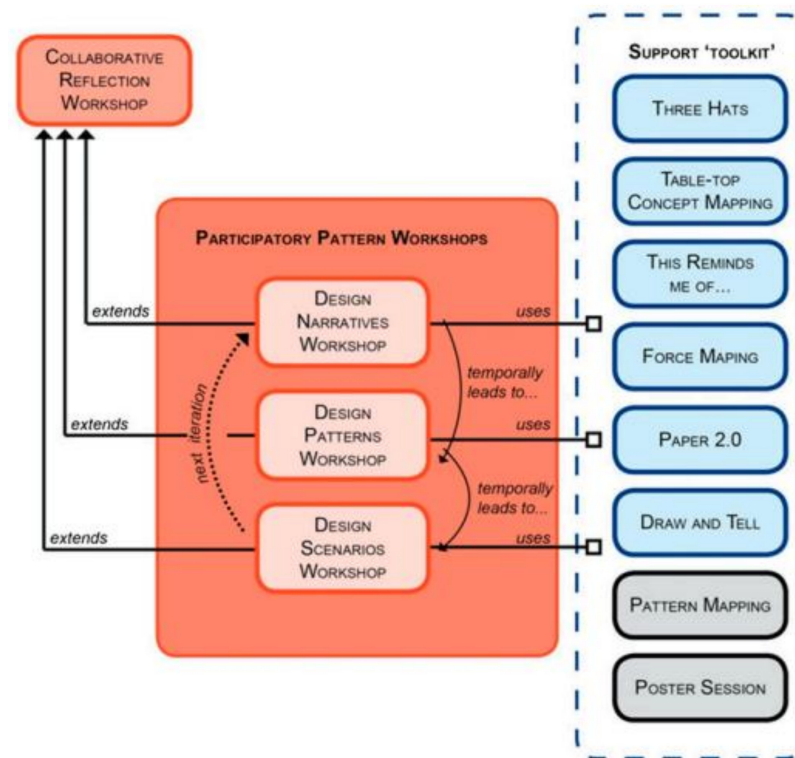 COLLABORATIVE
REFLECTION
WORKSHOP
SUPPORT ‘TOOLKIT’
THREE HATS
TABLE-TOP
CONCEPT MAPPING
THIS REMINDS
ME OF...
FORCE MAPING
PAPER 2.0
DRAW AND TELL
PATTERN MAPPING
POSTER SESSION
PARTICIPATORY PATTERN WORKSHOPS
DESIGN
NARRATIVES
WORKSHOP
extends
uses
temporally
leads to...
DESIGN
PATTERNS
WORKSHOP
extends
uses
next iteration
temporally
leads to...
DESIGN
SCENARIOS
WORKSHOP
extends
uses